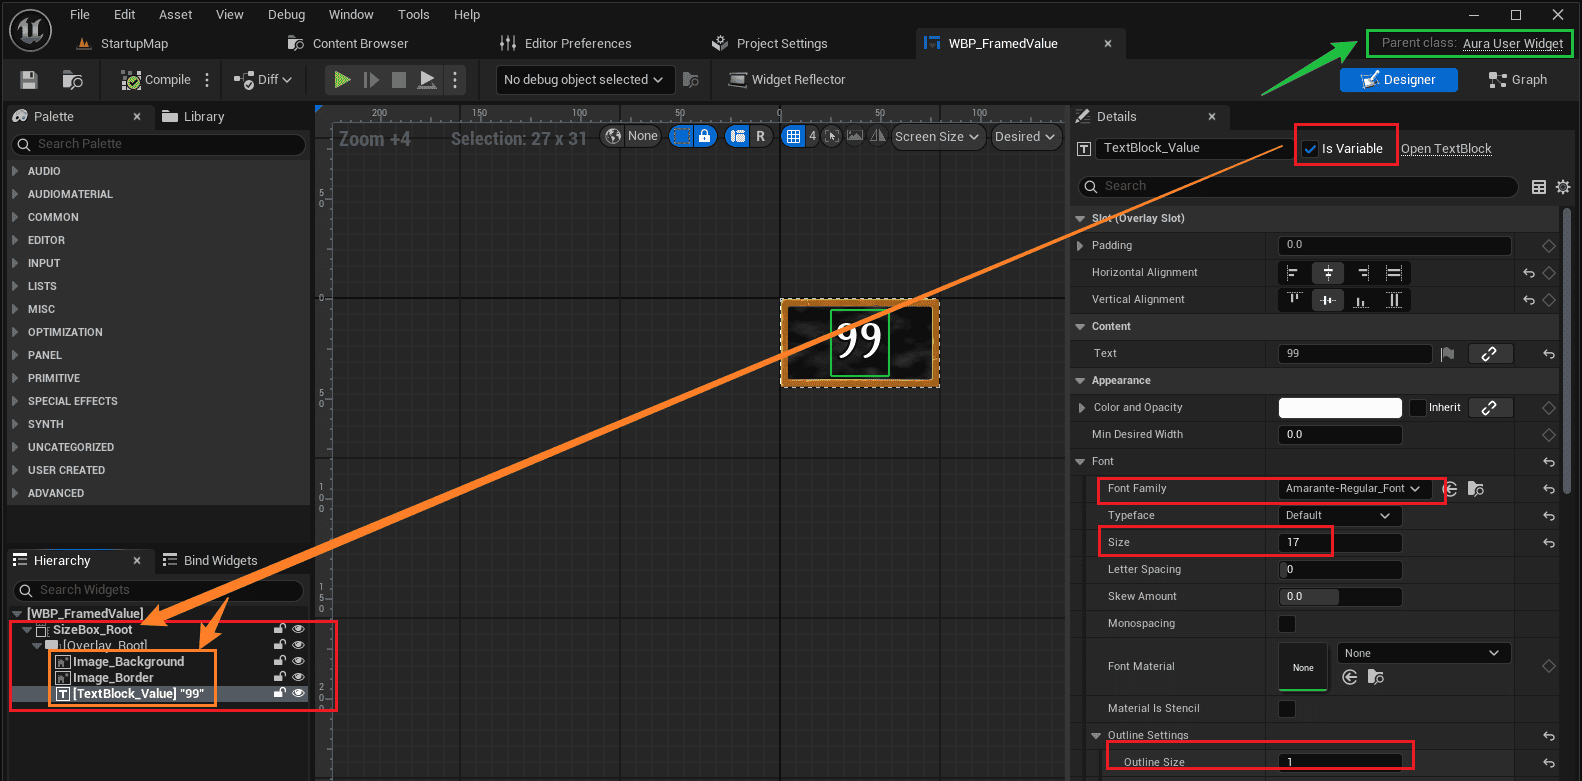 File Edit Asset View Debug Window Tools Help
StartupMap Content Browser Editor Preferences Project Settings WBP_FramedValue
Parent class: Aura User Widget
Compile Diff No debug object selected Widget Reflector Designer Graph
Palette Library
Search Palette
AUDIO
AUDIOMATERIAL
COMMON
EDITOR
INPUT
LISTS
MISC
OPTIMIZATION
PANEL
PRIMITIVE
SPECIAL EFFECTS
SYNTH
UNCATEGORIZED
USER CREATED
ADVANCED
Hierarchy Bind Widgets
Search Widgets
[WBP_FramedValue]
SizeBox_Root
[Overlay_Root]
Image_Background
Image_Border
[TextBlock_Value] "99"
200 100 50 0 50 100
Zoom +4 Selection: 27 x 31 None R 4 Screen Size Desired
50
0
50
100
150
200
99
Details
TextBlock_Value Is Variable Open TextBlock
Search
Slot (Overlay Slot)
Padding 0.0
Horizontal Alignment
Vertical Alignment
Content
Text 99
Appearance
Color and Opacity Inherit
Min Desired Width 0.0
Font
Font Family Amarante-Regular_Font
Typeface Default
Size 17
Letter Spacing 0
Skew Amount 0.0
Monospacing
Font Material None None
Material Is Stencil
Outline Settings
Outline Size 1